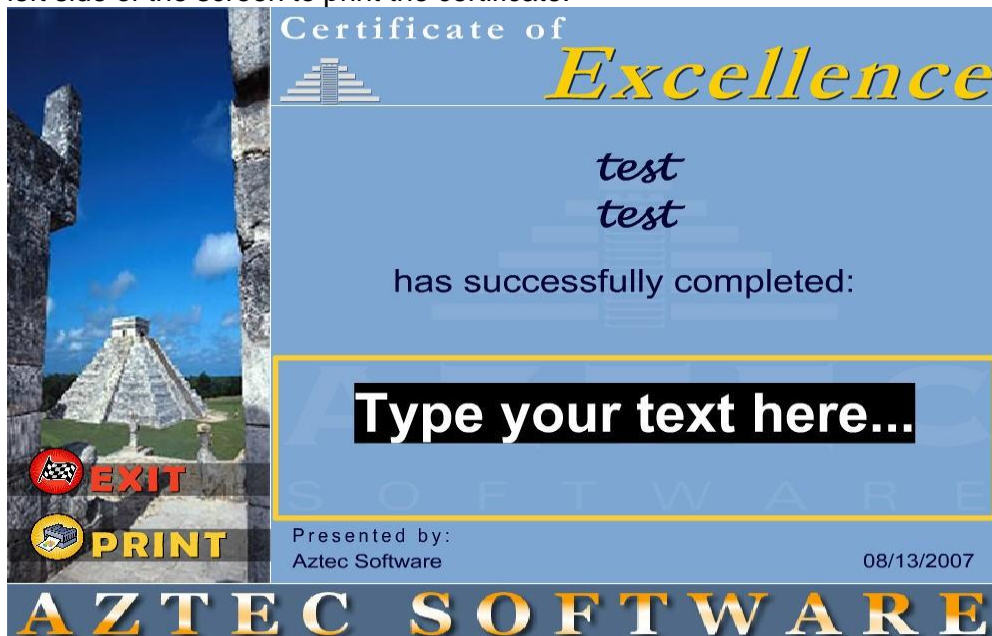 left side of the screen to print the certificate.
Certificate of
Excellence
test
test
has successfully completed:
AZTEC
Type your text here...
SOFTWARE
EXIT
PRINT
Presented by:
Aztec Software
08/13/2007
AZTEC SOFTWARE